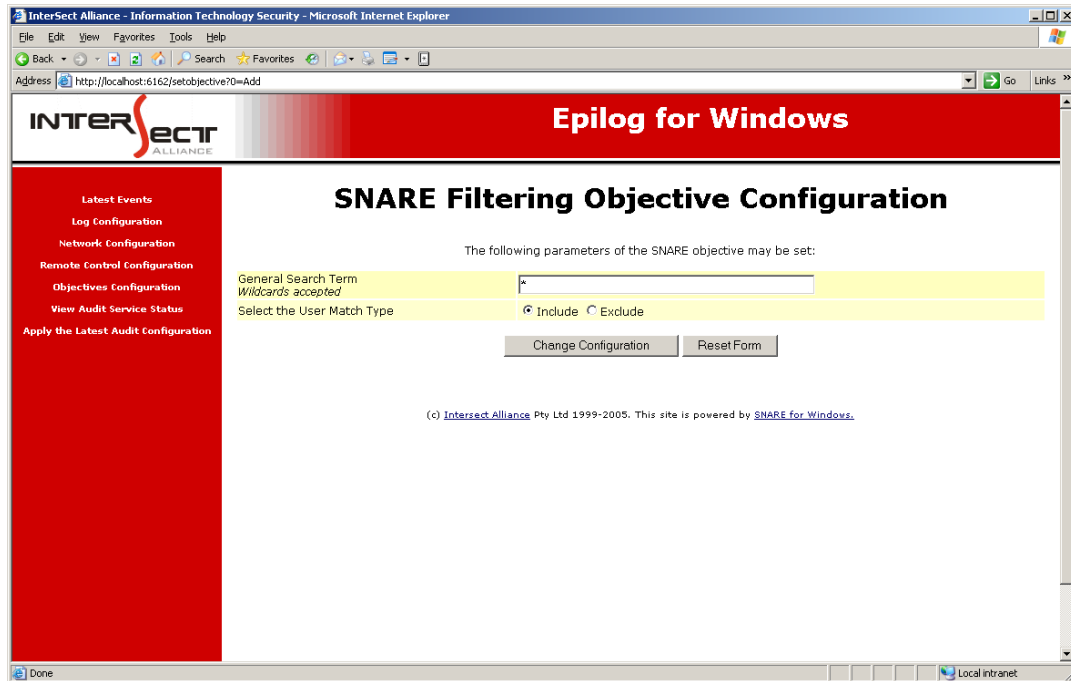 InterSect Alliance - Information Technology Security - Microsoft Internet Explorer
File Edit View Favorites Tools Help
Back Search Favorites
Address http://localhost:6162/setobjective?0=Add Go Links »
INTERSECT
ALLIANCE
Epilog for Windows
Latest Events
Log Configuration
Network Configuration
Remote Control Configuration
Objectives Configuration
View Audit Service Status
Apply the Latest Audit Configuration
SNARE Filtering Objective Configuration
The following parameters of the SNARE objective may be set:
General Search Term
Wildcards accepted
*
Select the User Match Type Include Exclude
Change Configuration Reset Form
(c) Intersect Alliance Pty Ltd 1999-2005. This site is powered by SNARE for Windows.
Done Local intranet